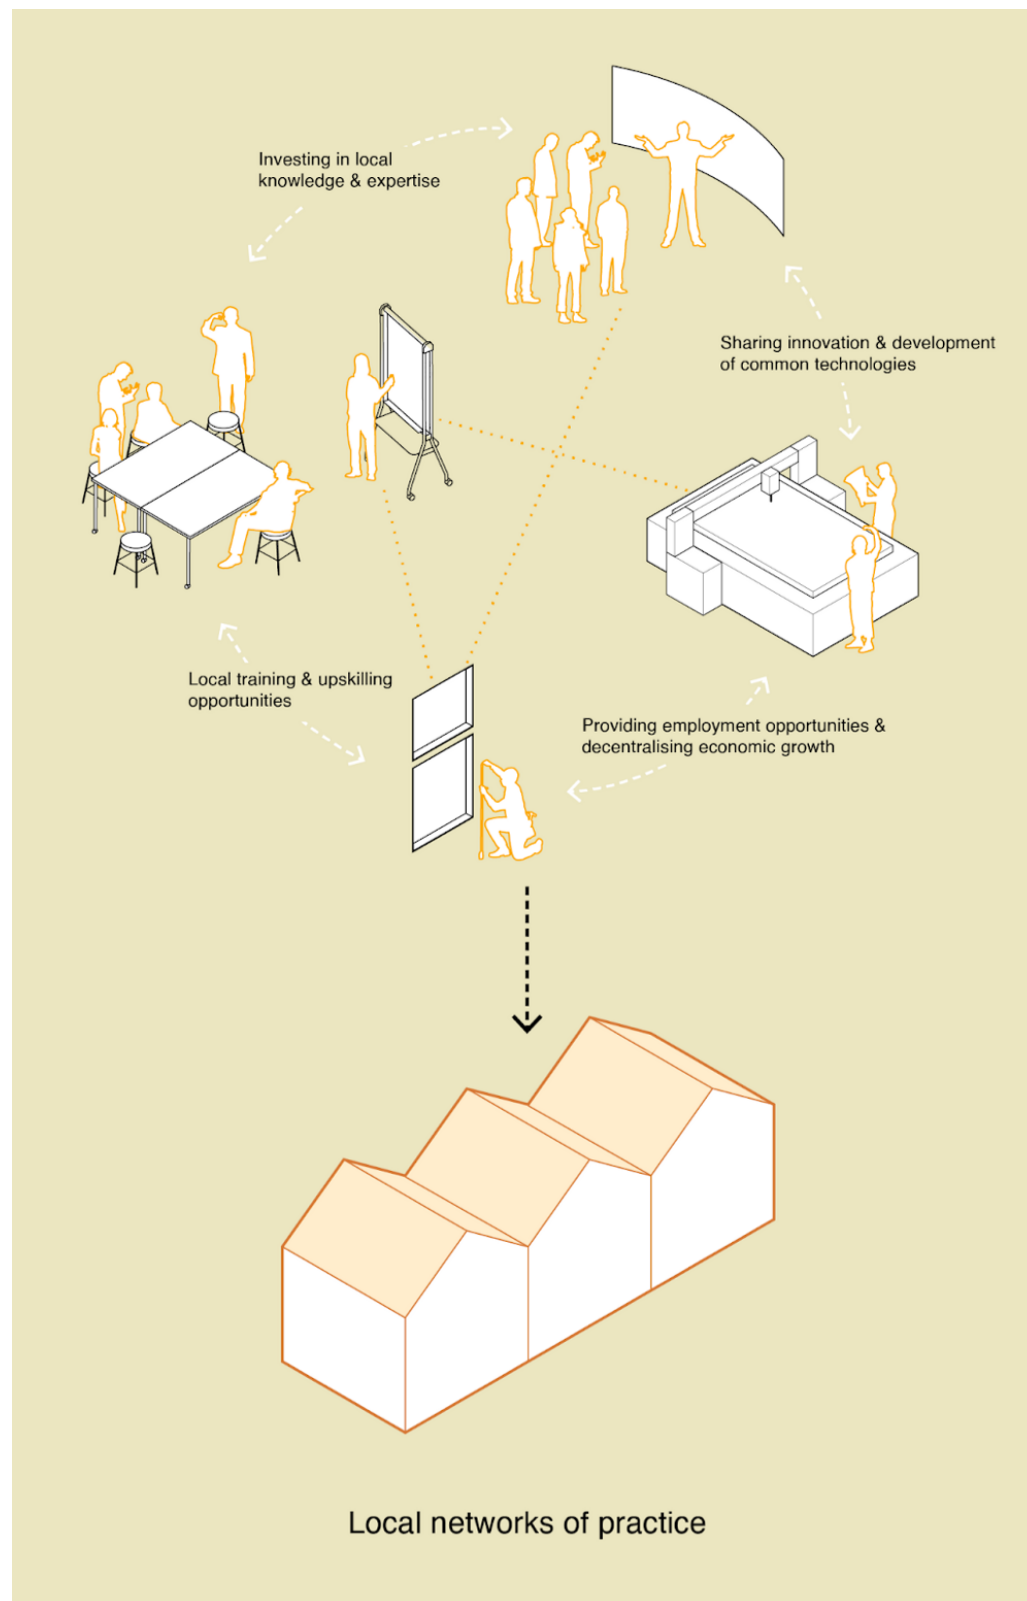 Investing in local
knowledge & expertise
Sharing innovation & development
of common technologies
Local training & upskilling
opportunities
Providing employment opportunities &
decentralising economic growth
Local networks of practice